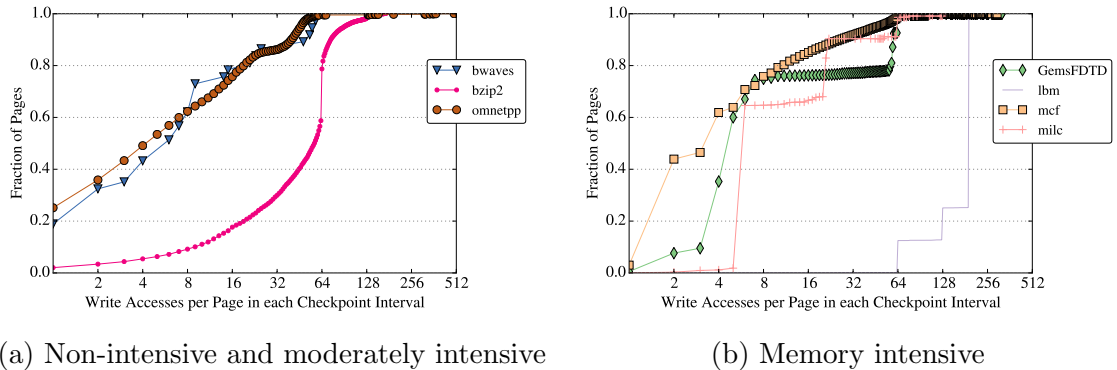 1.0
0.8
0.6
0.4
0.2
0.0
Fraction of Pages
2 4 8 16 32 64 128 256 512
Write Accesses per Page in each Checkpoint Interval
bwaves
bzip2
omnetpp
(a) Non-intensive and moderately intensive
1.0
0.8
0.6
0.4
0.2
0.0
Fraction of Pages
2 4 8 16 32 64 128 256 512
Write Accesses per Page in each Checkpoint Interval
GemsFDTD
lbm
mcf
milc
(b) Memory intensive